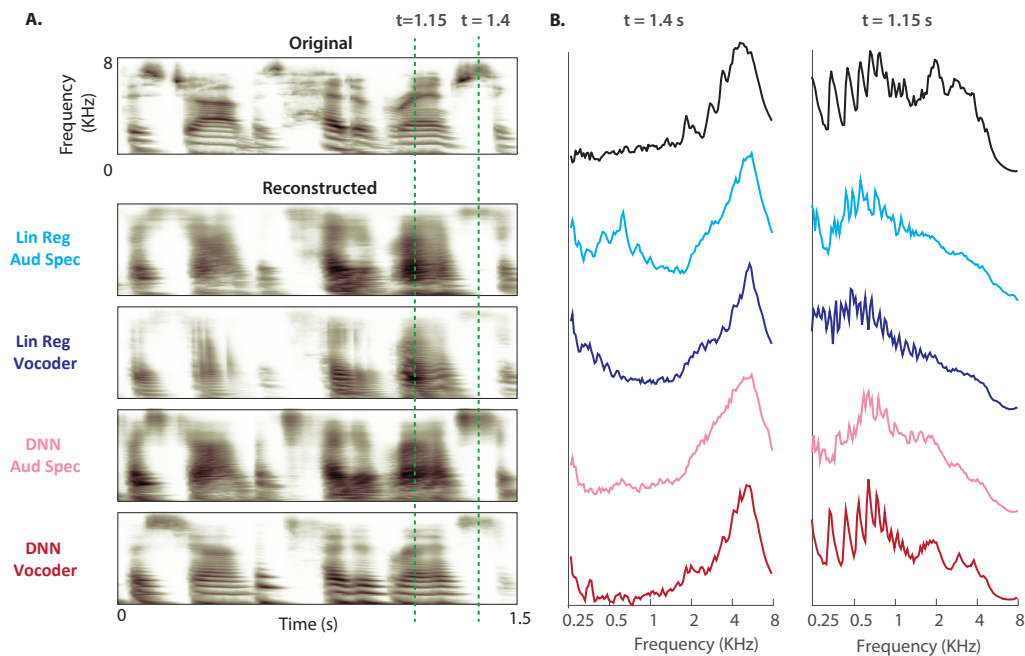 A.
t=1.15
t=1.4
Original
8
Frequency
(KHz)
0
Reconstructed
Lin Reg
Aud Spec
Lin Reg
Vocoder
DNN
Aud Spec
DNN
Vocoder
0
Time (s)
1.5
B.
t = 1.4 s
t = 1.15 s
0.25 0.5 1 2 4 8
Frequency (KHz)
0.25 0.5 1 2 4 8
Frequency (KHz)